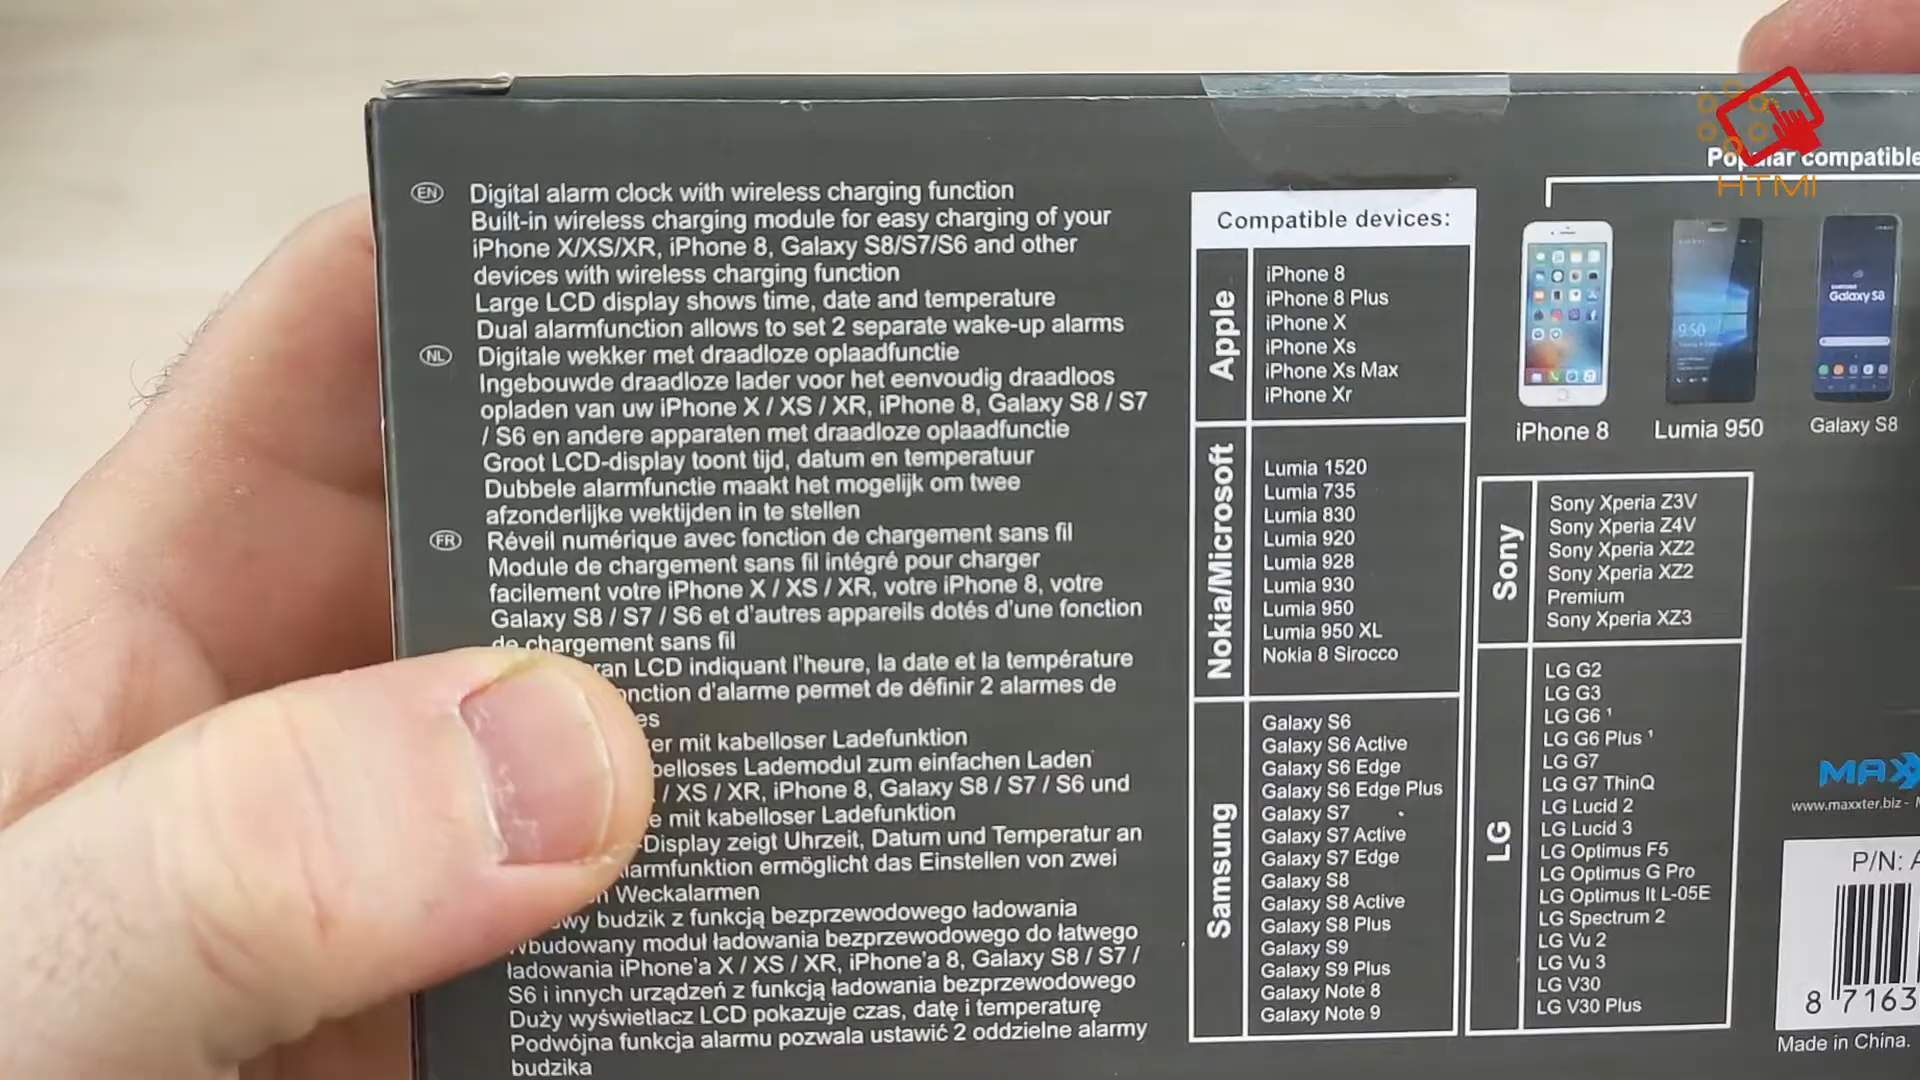 EN Digital alarm clock with wireless charging function
Built-in wireless charging module for easy charging of your
iPhone X/XS/XR, iPhone 8, Galaxy S8/S7/S6 and other
devices with wireless charging function
Large LCD display shows time, date and temperature
Dual alarmfunction allows to set 2 separate wake-up alarms
NL Digitale wekker met draadloze oplaadfunctie
Ingebouwde draadloze lader voor het eenvoudig draadloos
opladen van uw iPhone X / XS / XR, iPhone 8, Galaxy S8 / S7
/ S6 en andere apparaten met draadloze oplaadfunctie
Groot LCD-display toont tijd, datum en temperatuur
Dubbele alarmfunctie maakt het mogelijk om twee
afzonderlijke wektijden in te stellen
FR Réveil numérique avec fonction de chargement sans fil
Module de chargement sans fil intégré pour charger
facilement votre iPhone X / XS / XR, votre iPhone 8, votre
Galaxy S8 / S7 / S6 et d'autres appareils dotés d'une fonction
de chargement sans fil
LCD indiquant l'heure, la date et la température
d'alarme permet de définir 2 alarmes de
mit kabelloser Ladefunktion
Lademodul zum einfachen Laden
/ XS / XR, iPhone 8, Galaxy S8 / S7 / S6 und
mit kabelloser Ladefunktion
-Display zeigt Uhrzeit, Datum und Temperatur an
ermöglicht das Einstellen von zwei
Weckalarmen
budzik z funkcją bezprzewodowego ładowania
Wbudowany moduł ładowania bezprzewodowego do łatwego
ładowania iPhone'a X / XS / XR, iPhone'a 8, Galaxy S8 / S7 /
S6 i innych urządzeń z funkcją ładowania bezprzewodowego
Duży wyświetlacz LCD pokazuje czas, datę i temperaturę
Podwójna funkcja alarmu pozwala ustawić 2 oddzielne alarmy
budzika
Compatible devices:
Apple
iPhone 8
iPhone 8 Plus
iPhone X
iPhone Xs
iPhone Xs Max
iPhone Xr
Nokia/Microsoft
Lumia 1520
Lumia 735
Lumia 830
Lumia 920
Lumia 928
Lumia 930
Lumia 950
Lumia 950 XL
Nokia 8 Sirocco
Samsung
Galaxy S6
Galaxy S6 Active
Galaxy S6 Edge
Galaxy S6 Edge Plus
Galaxy S7
Galaxy S7 Active
Galaxy S7 Edge
Galaxy S8
Galaxy S8 Active
Galaxy S8 Plus
Galaxy S9
Galaxy S9 Plus
Galaxy Note 8
Galaxy Note 9
HTMI
Popular compatible
9:50
Galaxy S8
iPhone 8
Lumia 950
Galaxy S8
Sony
Sony Xperia Z3V
Sony Xperia Z4V
Sony Xperia XZ2
Sony Xperia XZ2
Premium
Sony Xperia XZ3
LG
LG G2
LG G3
LG G6 ¹
LG G6 Plus ¹
LG G7
LG G7 ThinQ
LG Lucid 2
LG Lucid 3
LG Optimus F5
LG Optimus G Pro
LG Optimus It L-05E
LG Spectrum 2
LG Vu 2
LG Vu 3
LG V30
LG V30 Plus
MAXX
www.maxxter.biz -
P/N: A
8 7163
Made in China.